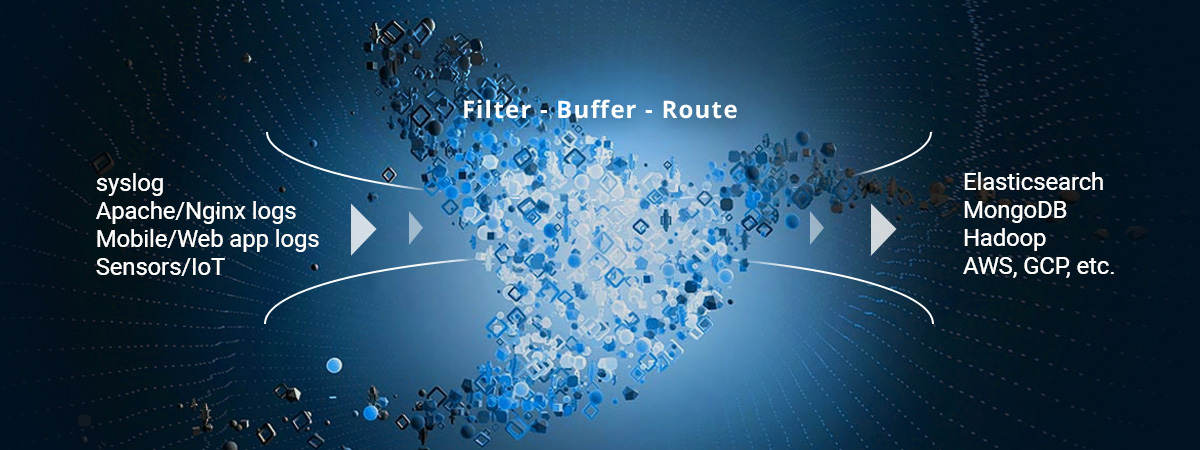 Filter - Buffer - Route
syslog
Apache/Nginx logs
Mobile/Web app logs
Sensors/IoT
Elasticsearch
MongoDB
Hadoop
AWS, GCP, etc.